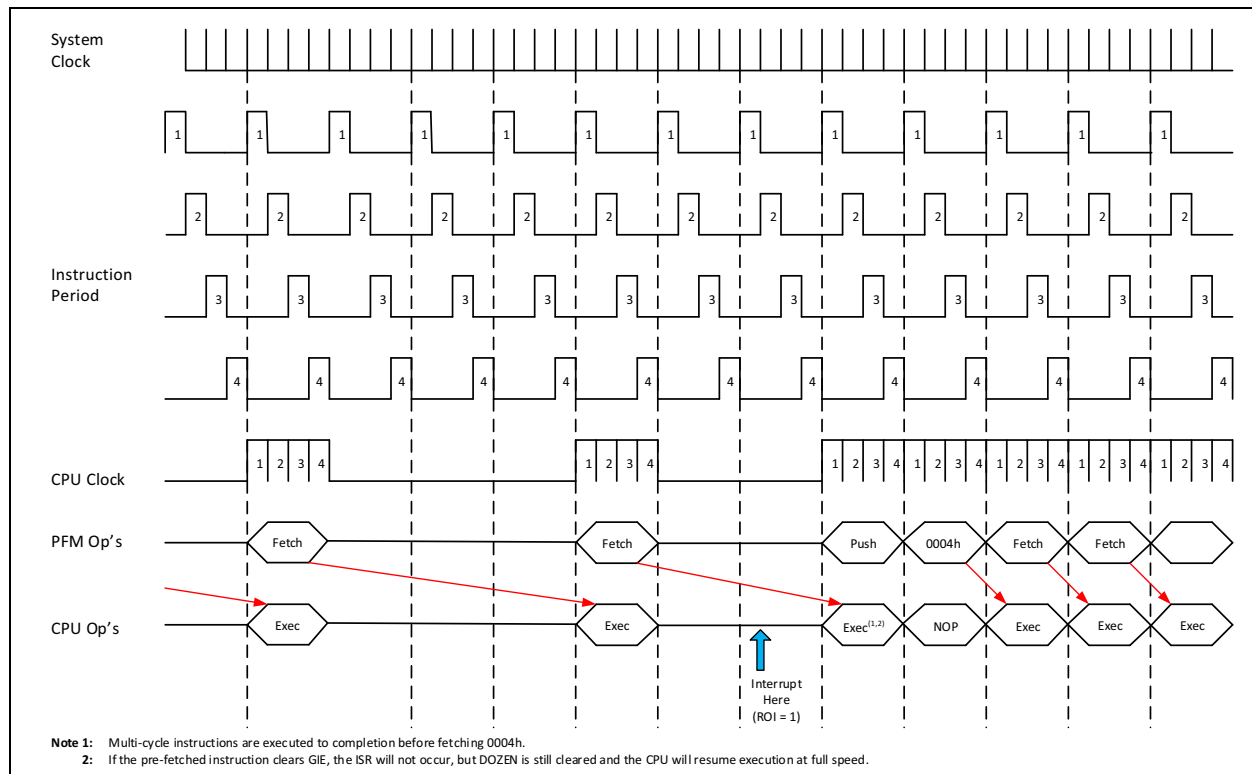 System
Clock
1 1 1 1 1 1 1 1 1 1 1 1 1
2 2 2 2 2 2 2 2 2 2 2 2 2
Instruction
Period
3 3 3 3 3 3 3 3 3 3 3 3 3
4 4 4 4 4 4 4 4 4 4 4 4 4
CPU Clock
1 2 3 4 1 2 3 4 1 2 3 4 1 2 3 4 1 2 3 4 1 2 3 4 1 2 3 4
PFM Op's
Fetch Fetch Push 0004h Fetch Fetch
CPU Op's
Exec Exec Exec(1,2) NOP Exec Exec Exec
Interrupt
Here
(ROI = 1)
Note 1: Multi-cycle instructions are executed to completion before fetching 0004h.
2: If the pre-fetched instruction clears GIE, the ISR will not occur, but DOZEN is still cleared and the CPU will resume execution at full speed.